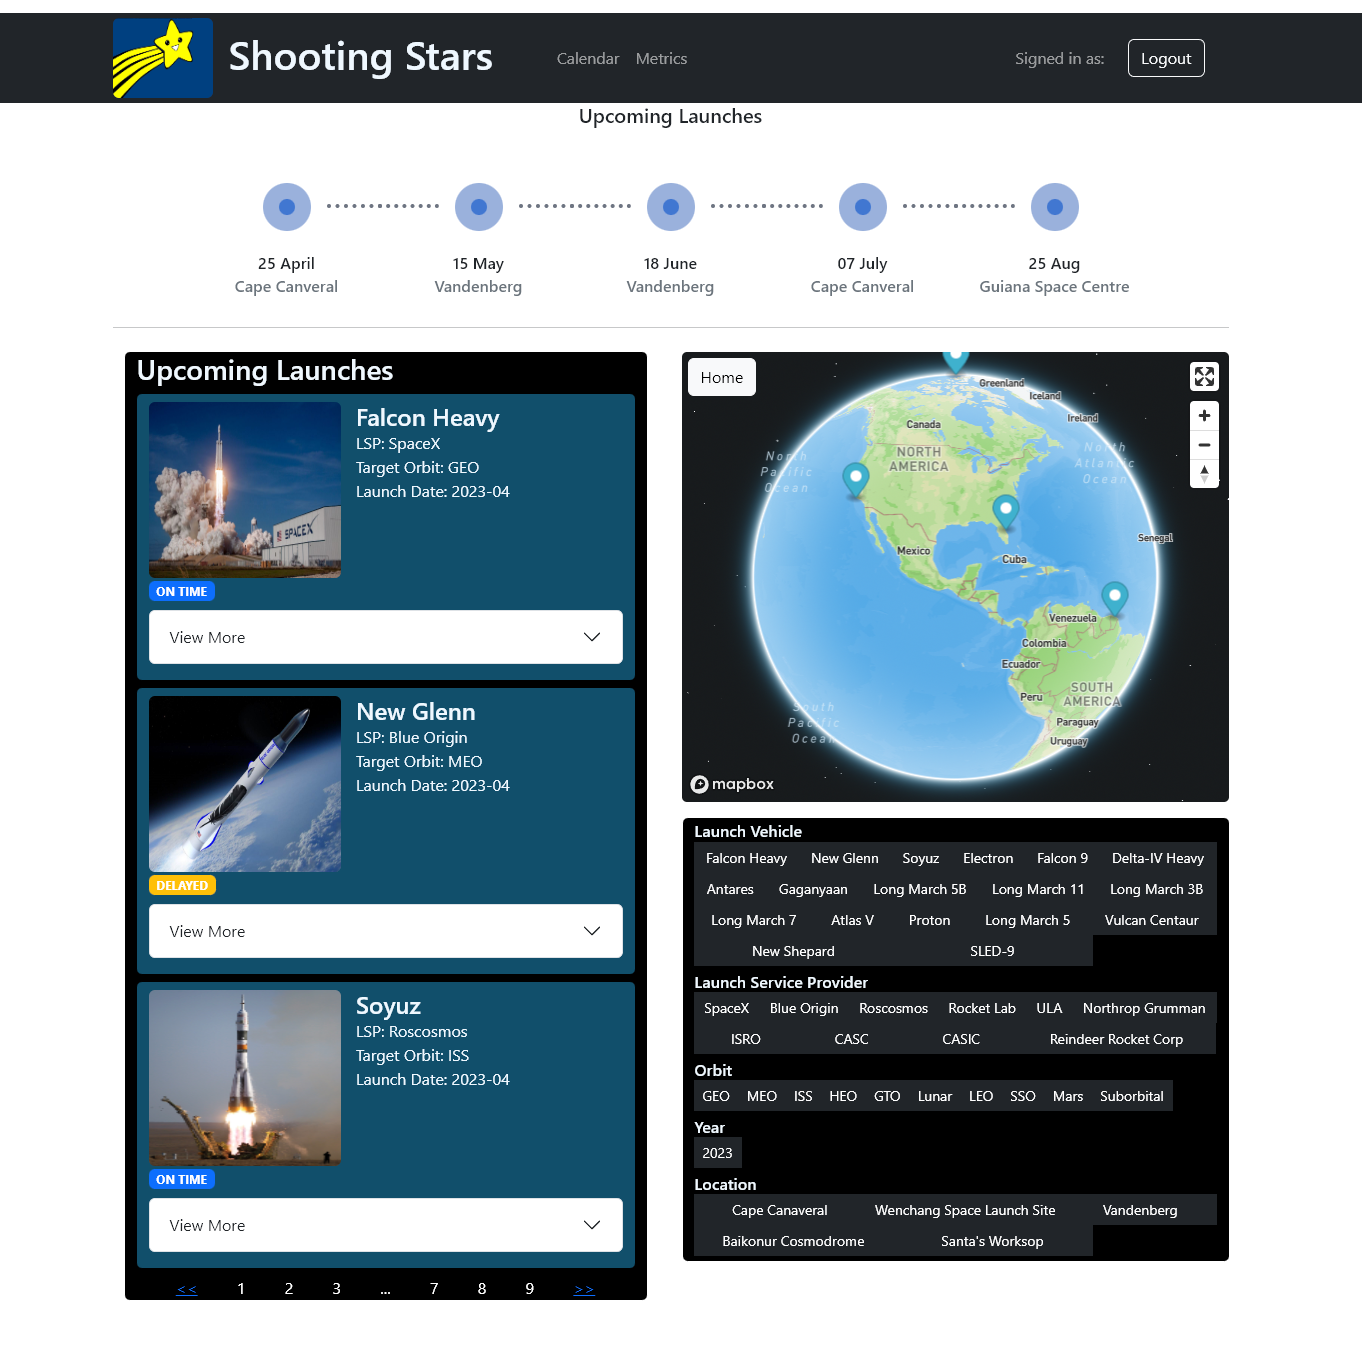 Shooting Stars
Calendar Metrics
Signed in as: Logout
Upcoming Launches
25 April 15 May 18 June 07 July 25 Aug
Cape Canveral Vandenberg Vandenberg Cape Canveral Guiana Space Centre
Upcoming Launches
Falcon Heavy
LSP: SpaceX
Target Orbit: GEO
Launch Date: 2023-04
SPACEX
ON TIME
View More
New Glenn
LSP: Blue Origin
Target Orbit: MEO
Launch Date: 2023-04
DELAYED
View More
Soyuz
LSP: Roscosmos
Target Orbit: ISS
Launch Date: 2023-04
ON TIME
View More
<< 1 2 3 ... 7 8 9 >>
Home
Greenland
Iceland
Ireland
Canada
North
Pacific
Ocean
NORTH
AMERICA
North
Atlantic
Ocean
Senegal
Mexico
Cuba
Venezuela
Colombia
Ecuador
Peru
SOUTH
AMERICA
Paraguay
Uruguay
South
Pacific
Ocean
mapbox
Launch Vehicle
Falcon Heavy New Glenn Soyuz Electron Falcon 9 Delta-IV Heavy
Antares Gaganyaan Long March 5B Long March 11 Long March 3B
Long March 7 Atlas V Proton Long March 5 Vulcan Centaur
New Shepard SLED-9
Launch Service Provider
SpaceX Blue Origin Roscosmos Rocket Lab ULA Northrop Grumman
ISRO CASC CASIC Reindeer Rocket Corp
Orbit
GEO MEO ISS HEO GTO Lunar LEO SSO Mars Suborbital
Year
2023
Location
Cape Canaveral Wenchang Space Launch Site Vandenberg
Baikonur Cosmodrome Santa's Worksop